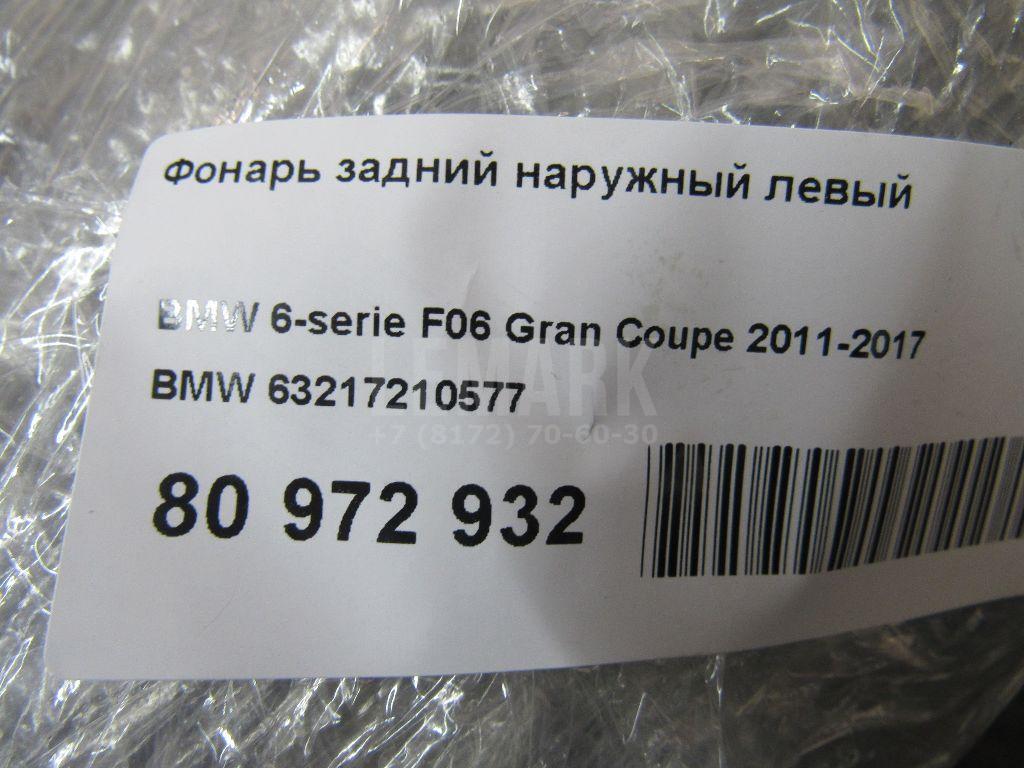 Фонарь задний наружный левый
BMW 6-serie F06 Gran Coupe 2011-2017
LEMARK
BMW 63217210577
+7 (8172) 70-60-30
80 972 932